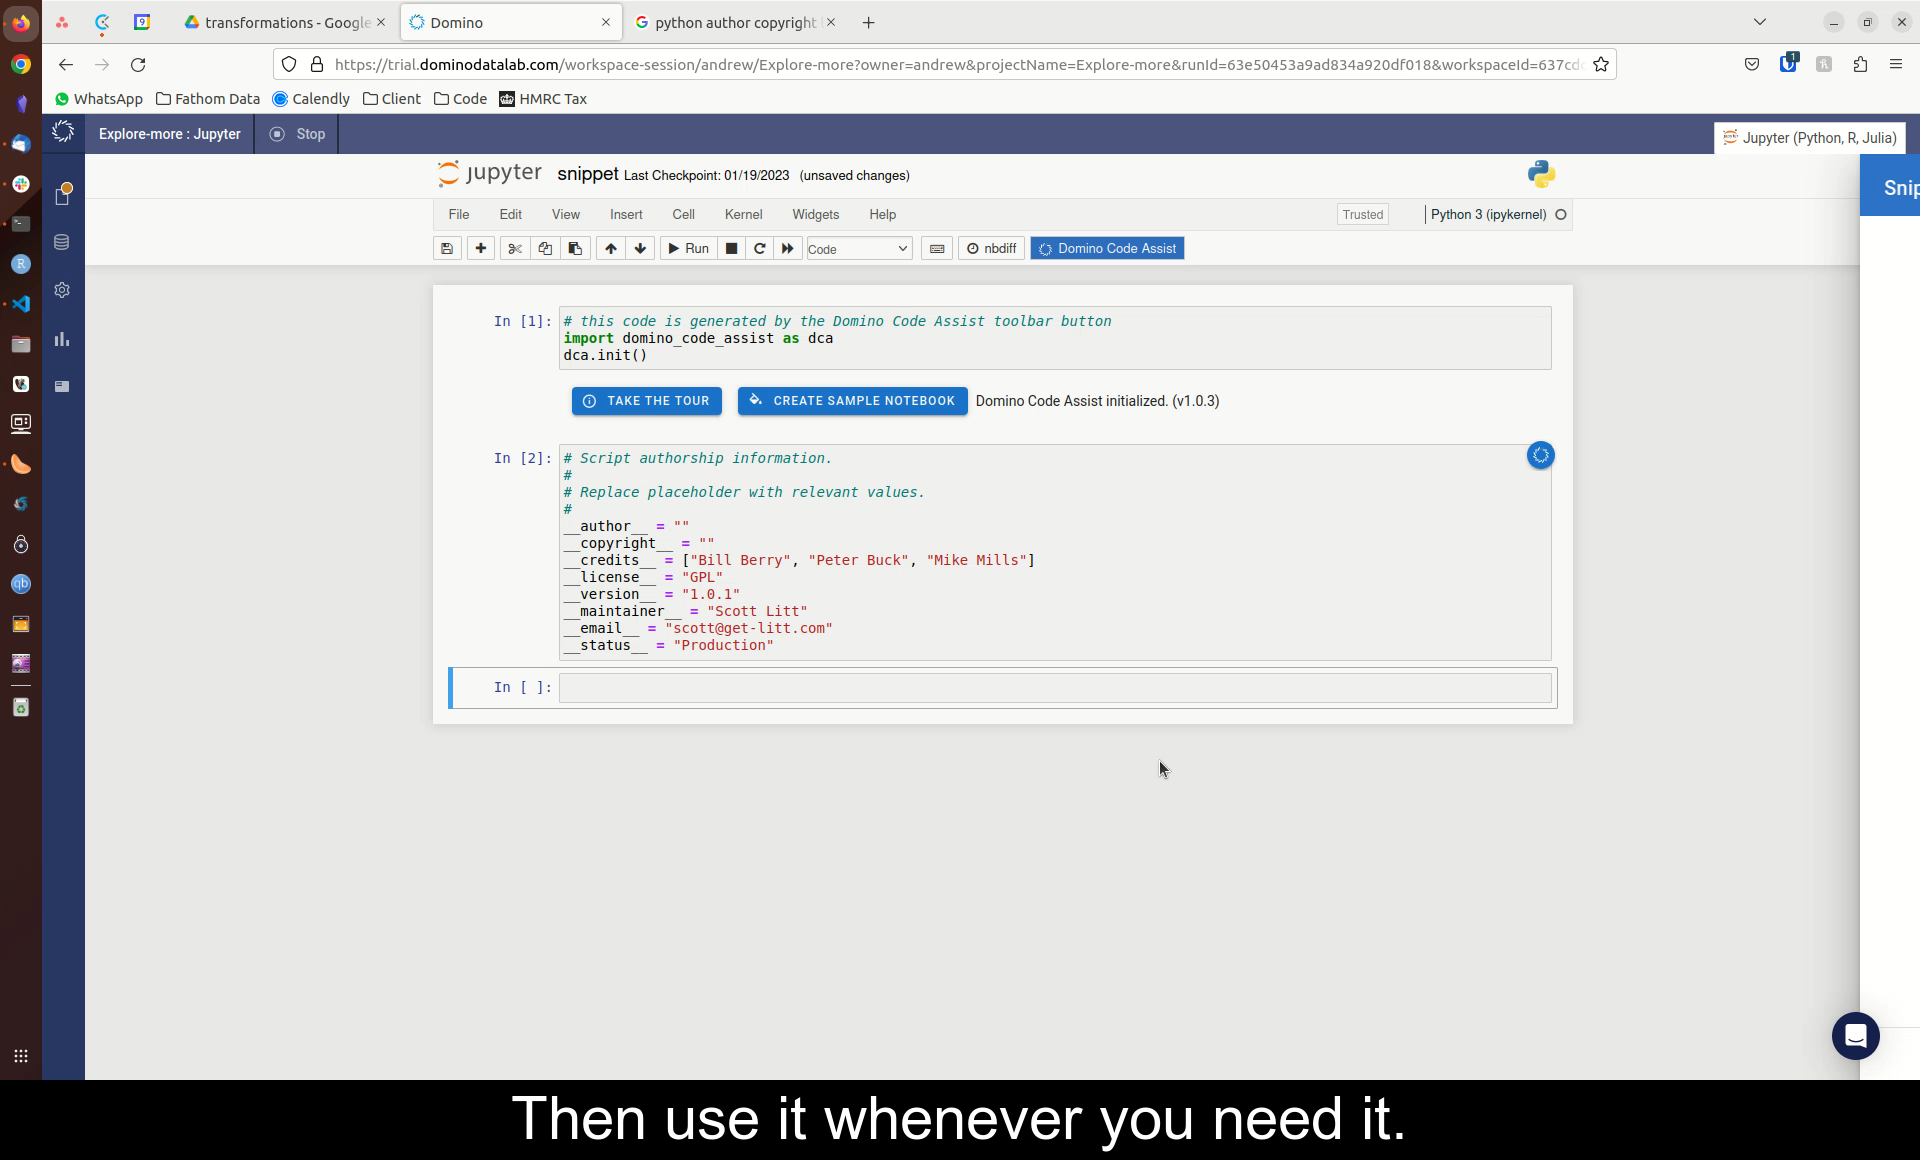 transformations - Google
Domino
python author copyright
https://trial.dominodatalab.com/workspace-session/andrew/Explore-more?owner=andrew&projectName=Explore-more&runId=63e50453a9ad834a920df018&workspaceId=637cd
WhatsApp Fathom Data Calendly Client Code HMRC Tax
Explore-more : Jupyter Stop Jupyter (Python, R, Julia)
jupyter snippet Last Checkpoint: 01/19/2023 (unsaved changes)
Snip
File Edit View Insert Cell Kernel Widgets Help Trusted Python 3 (ipykernel)
Run Code nbdiff Domino Code Assist
In [1]: # this code is generated by the Domino Code Assist toolbar button
import domino_code_assist as dca
dca.init()
TAKE THE TOUR CREATE SAMPLE NOTEBOOK Domino Code Assist initialized. (v1.0.3)
In [2]: # Script authorship information.
#
# Replace placeholder with relevant values.
#
__author__ = ""
__copyright__ = ""
__credits__ = ["Bill Berry", "Peter Buck", "Mike Mills"]
__license__ = "GPL"
__version__ = "1.0.1"
__maintainer__ = "Scott Litt"
__email__ = "scott@get-litt.com"
__status__ = "Production"
In [ ]:
Then use it whenever you need it.